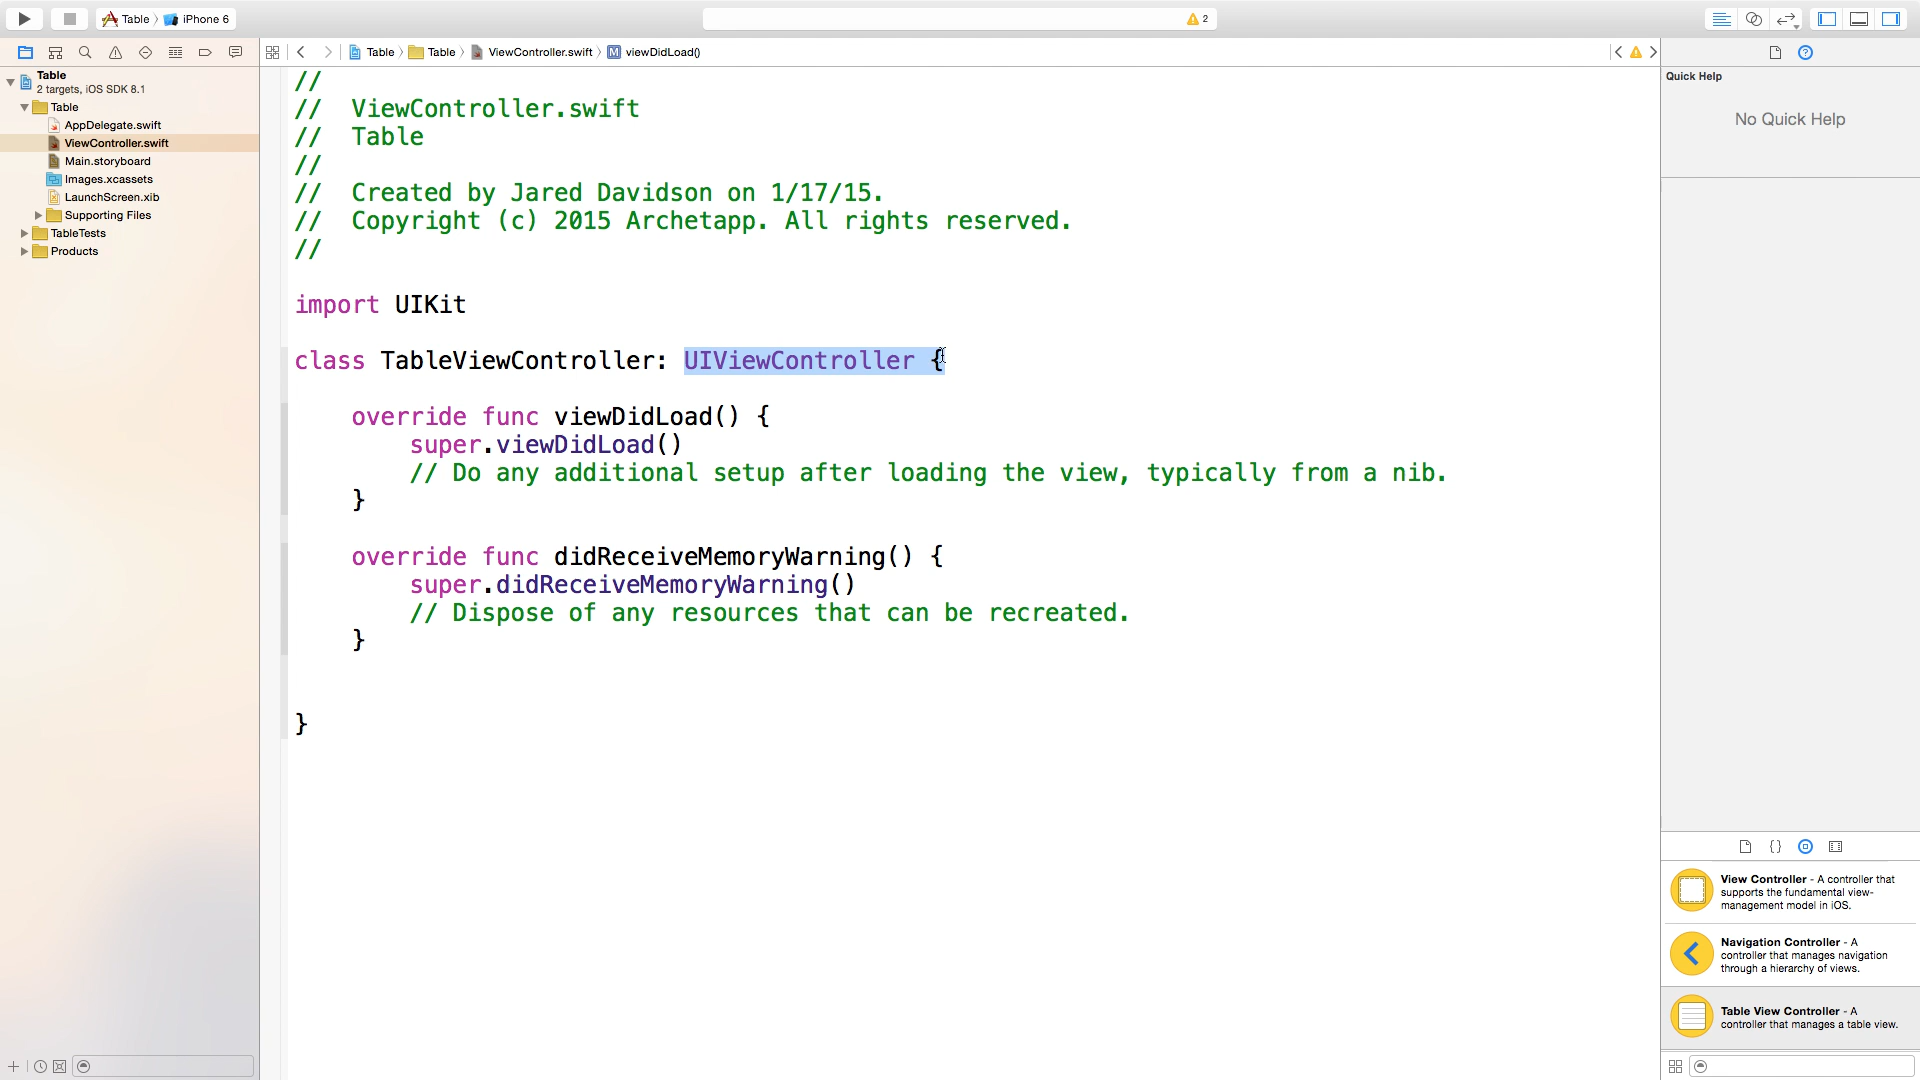 Table
iPhone 6
2
Table
Table
ViewController.swift
M
viewDidLoad()
Table
2 targets, iOS SDK 8.1
Table
AppDelegate.swift
ViewController.swift
Main.storyboard
Images.xcassets
LaunchScreen.xib
Supporting Files
TableTests
Products
//
//  ViewController.swift
//  Table
//
//  Created by Jared Davidson on 1/17/15.
//  Copyright (c) 2015 Archetapp. All rights reserved.
//
import UIKit
class TableViewController: UIViewController {
override func viewDidLoad() {
super.viewDidLoad()
// Do any additional setup after loading the view, typically from a nib.
}
override func didReceiveMemoryWarning() {
super.didReceiveMemoryWarning()
// Dispose of any resources that can be recreated.
}
}
Quick Help
No Quick Help
{}
View Controller - A controller that
supports the fundamental view-
management model in iOS.
Navigation Controller - A
controller that manages navigation
through a hierarchy of views.
Table View Controller - A
controller that manages a table view.